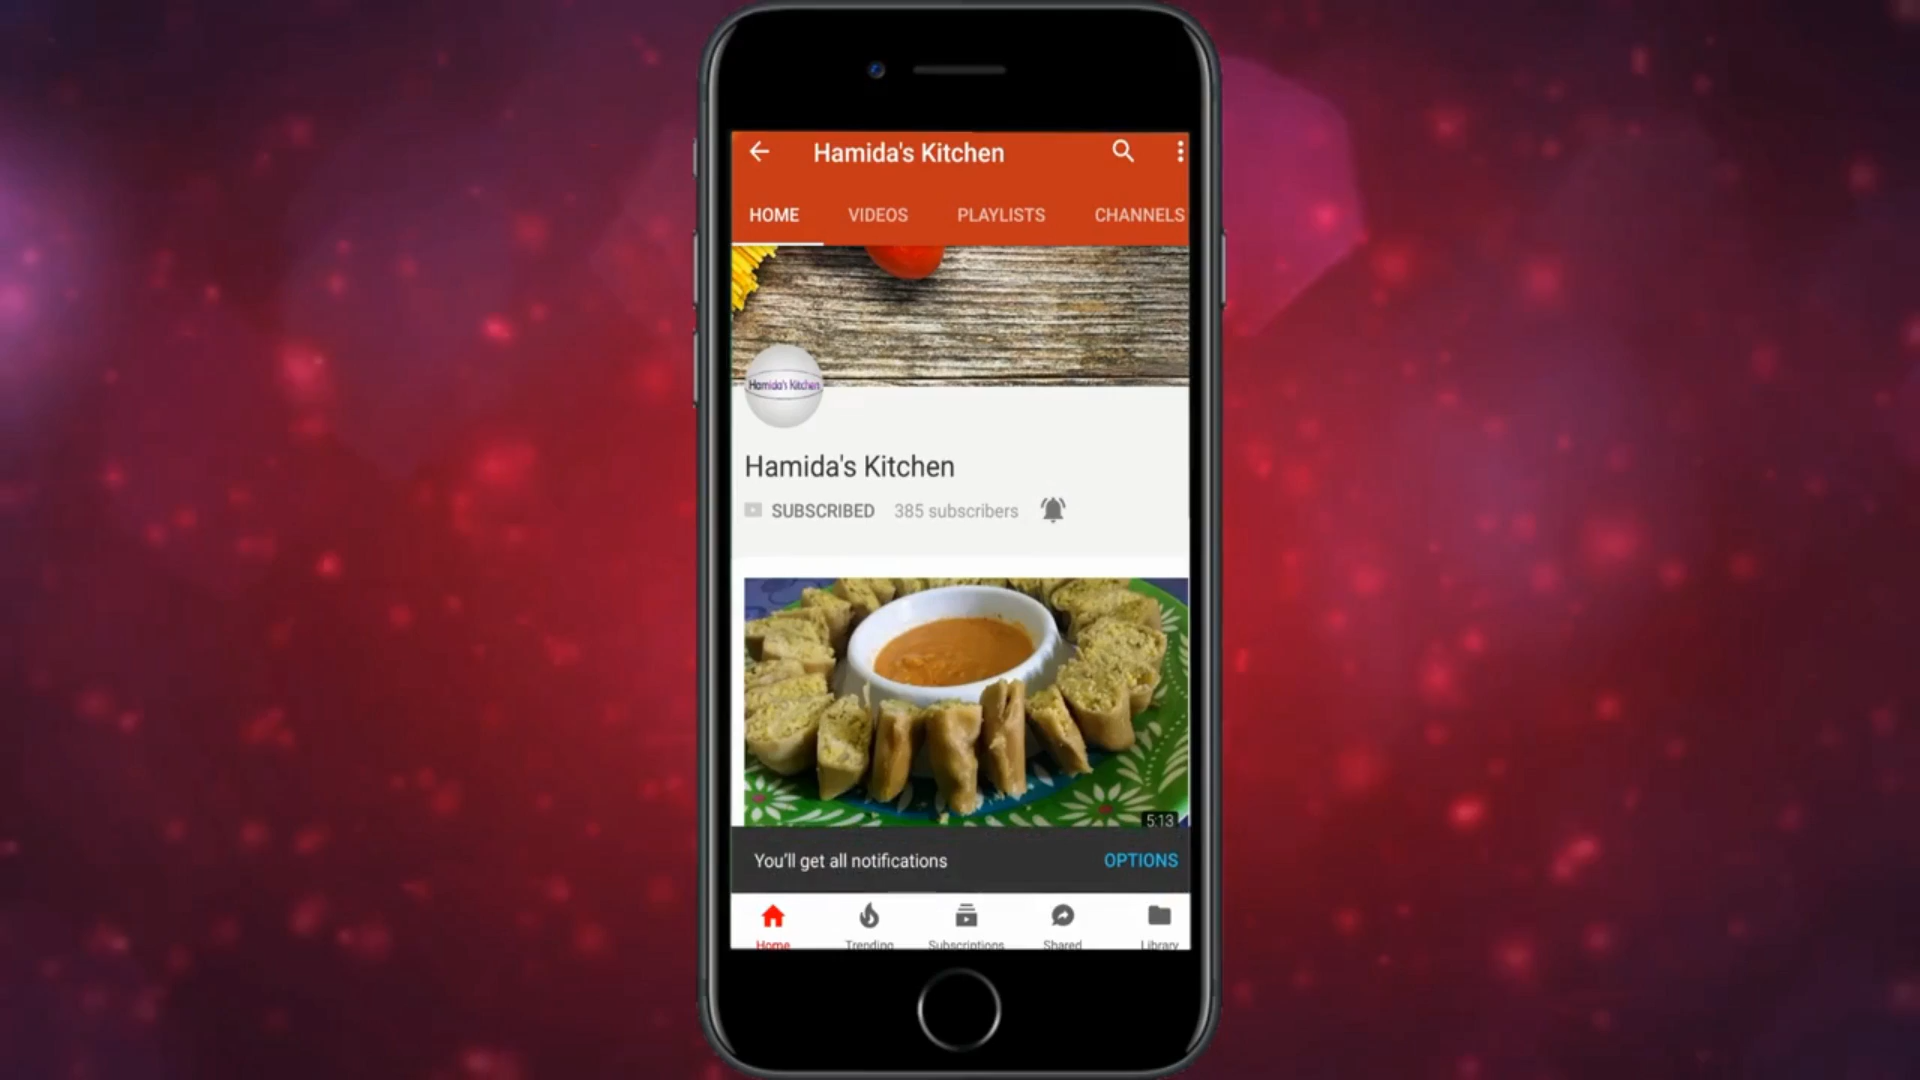 Hamida's Kitchen
HOME VIDEOS PLAYLISTS CHANNELS
Hamida's Kitchen
Hamida's Kitchen
SUBSCRIBED 385 subscribers
5:13
You'll get all notifications OPTIONS
Home Trending Subscriptions Shared Library